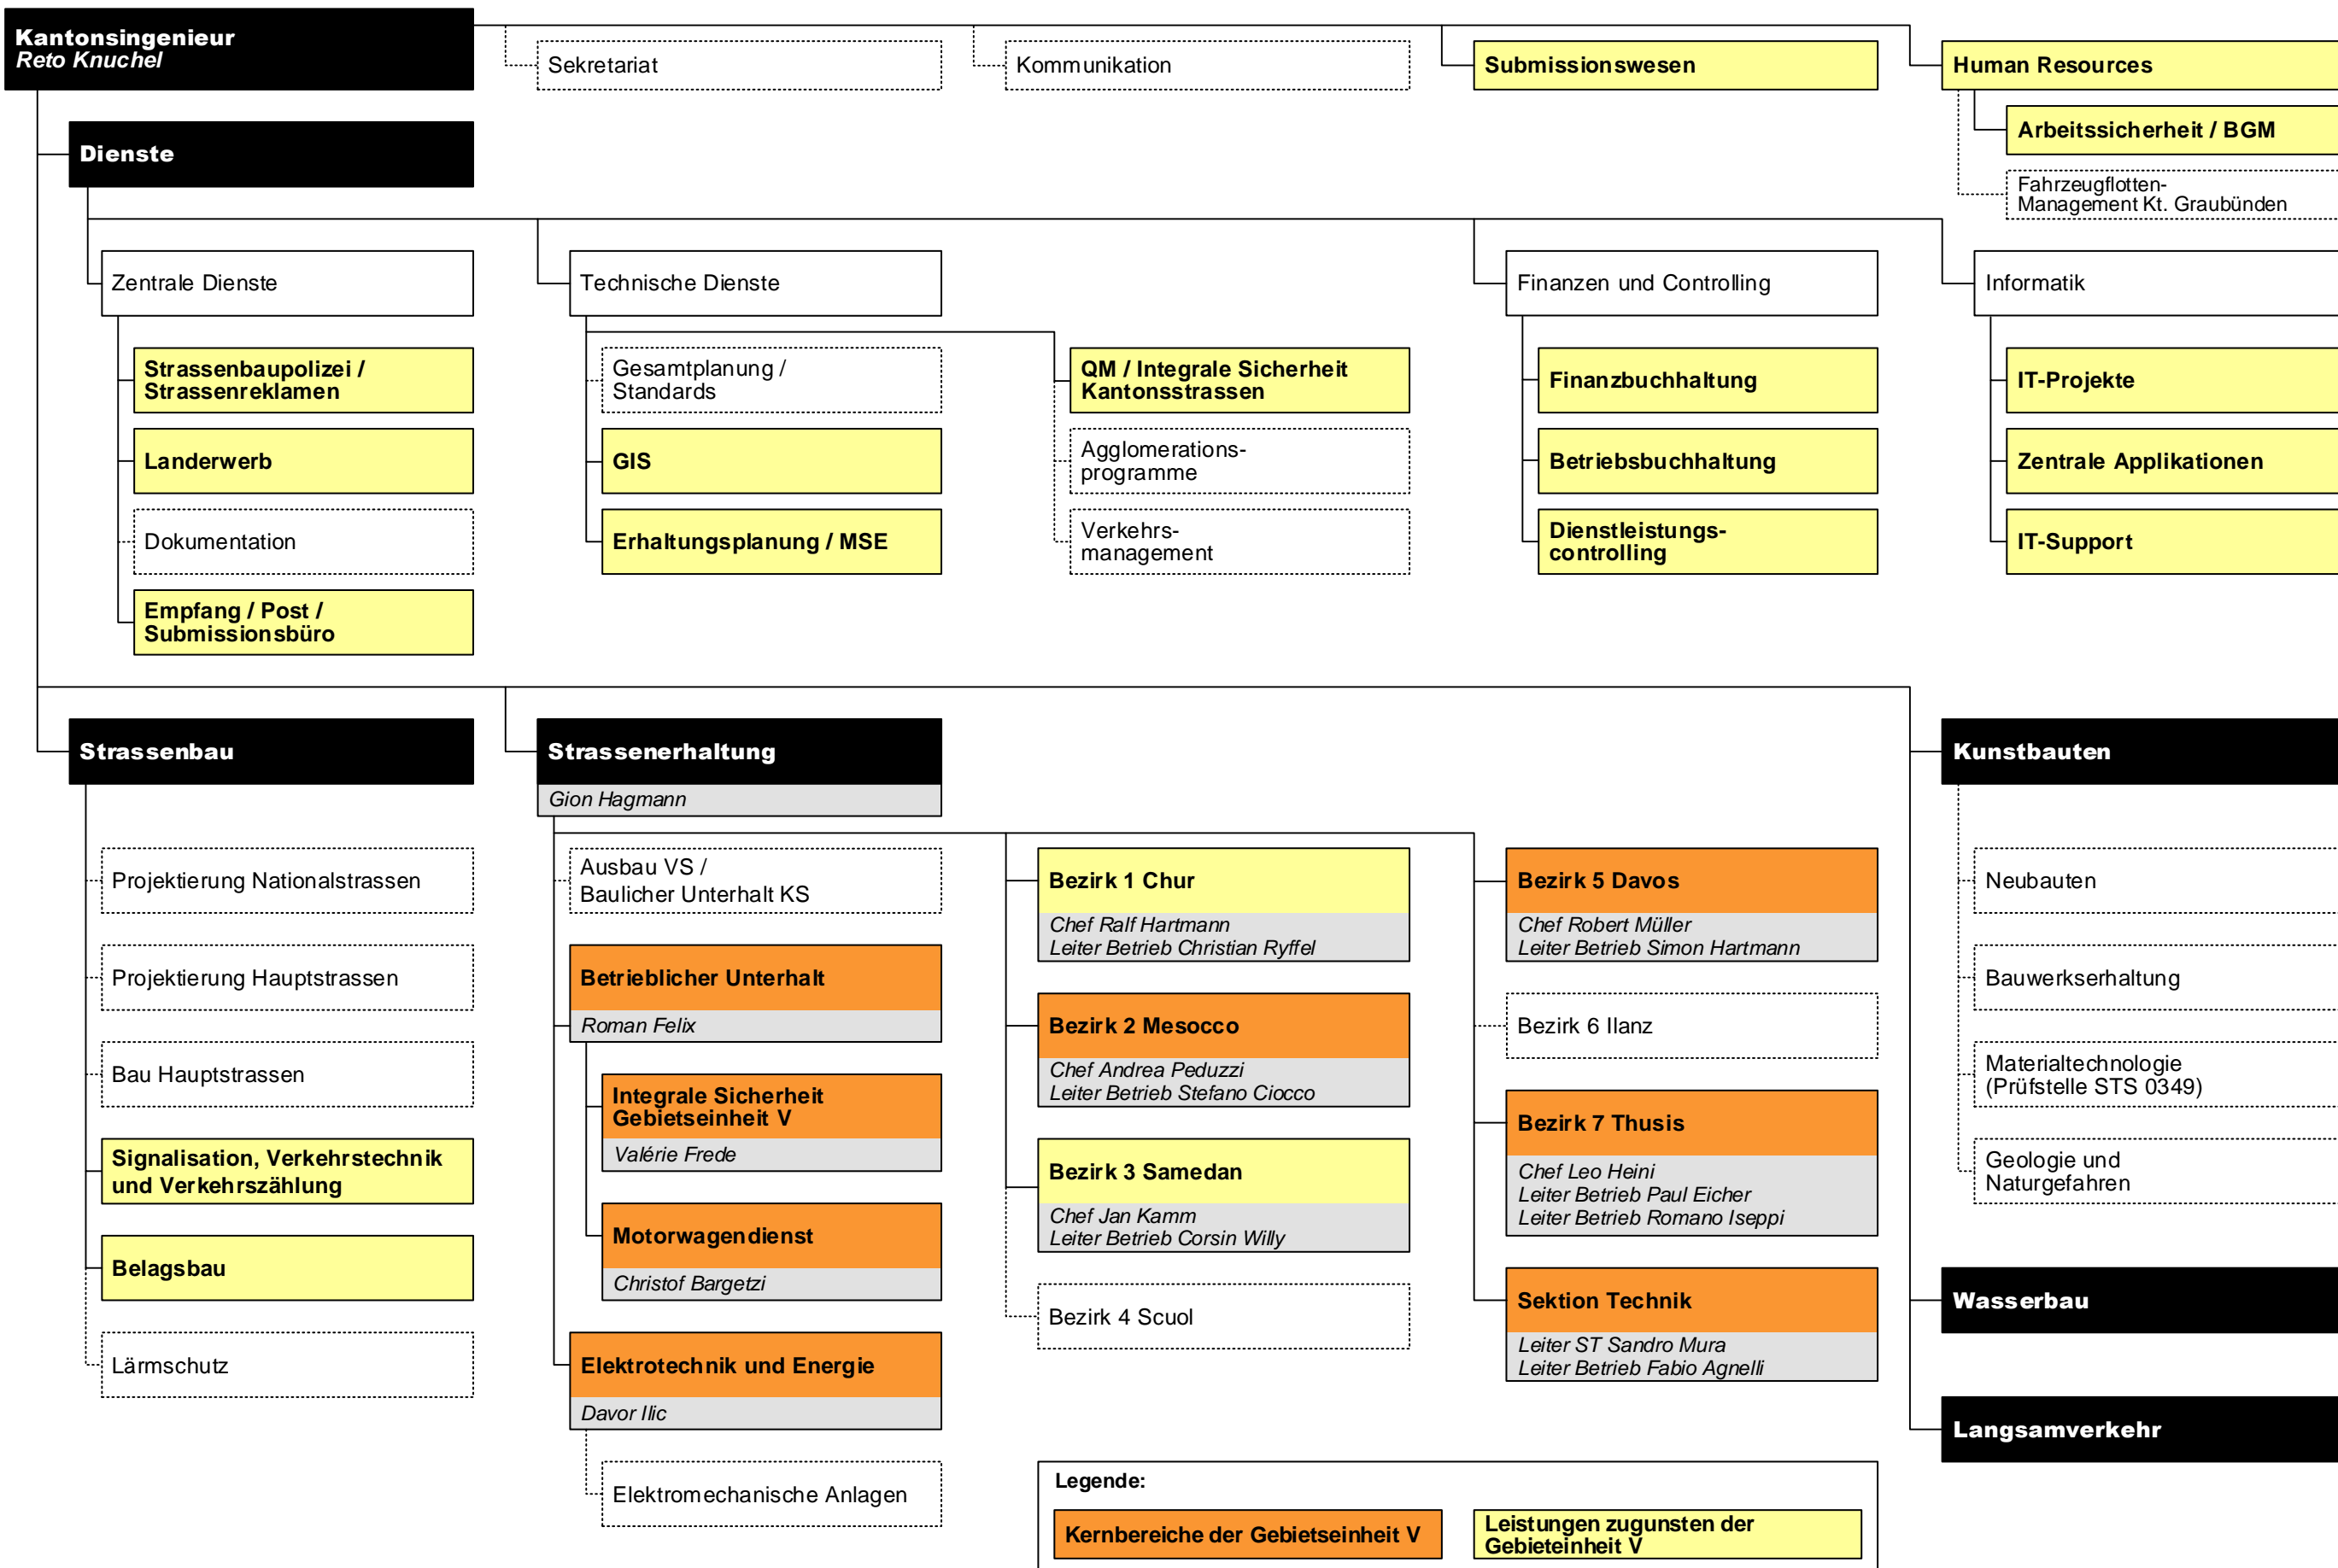 Kantonsingenieur
Reto Knuchel
Sekretariat
Kommunikation
Submissionswesen
Human Resources
Arbeitssicherheit / BGM
Fahrzeugflotten-
Management Kt. Graubünden
Dienste
Zentrale Dienste
Technische Dienste
Finanzen und Controlling
Informatik
Strassenbaupolizei /
Strassenreklamen
Landerwerb
Dokumentation
Empfang / Post /
Submissionsbüro
Gesamtplanung /
Standards
GIS
Erhaltungsplanung / MSE
QM / Integrale Sicherheit
Kantonsstrassen
Agglomerations-
programme
Verkehrs-
management
Finanzbuchhaltung
Betriebsbuchhaltung
Dienstleistungs-
controlling
IT-Projekte
Zentrale Applikationen
IT-Support
Strassenbau
Projektierung Nationalstrassen
Projektierung Hauptstrassen
Bau Hauptstrassen
Signalisation, Verkehrstechnik
und Verkehrszählung
Belagsbau
Lärmschutz
Strassenerhaltung
Gion Hagmann
Ausbau VS /
Baulicher Unterhalt KS
Betrieblicher Unterhalt
Roman Felix
Integrale Sicherheit
Gebietseinheit V
Valérie Frede
Motorwagendienst
Christof Bargetzi
Elektrotechnik und Energie
Davor Ilic
Elektromechanische Anlagen
Bezirk 1 Chur
Chef Ralf Hartmann
Leiter Betrieb Christian Ryffel
Bezirk 2 Mesocco
Chef Andrea Peduzzi
Leiter Betrieb Stefano Ciocco
Bezirk 3 Samedan
Chef Jan Kamm
Leiter Betrieb Corsin Willy
Bezirk 4 Scuol
Bezirk 5 Davos
Chef Robert Müller
Leiter Betrieb Simon Hartmann
Bezirk 6 Ilanz
Bezirk 7 Thusis
Chef Leo Heini
Leiter Betrieb Paul Eicher
Leiter Betrieb Romano Iseppi
Sektion Technik
Leiter ST Sandro Mura
Leiter Betrieb Fabio Agnelli
Kunstbauten
Neubauten
Bauwerkserhaltung
Materialtechnologie
(Prüfstelle STS 0349)
Geologie und
Naturgefahren
Wasserbau
Langsamverkehr
Legende:
Kernbereiche der Gebietseinheit V
Leistungen zugunsten der
Gebieteinheit V